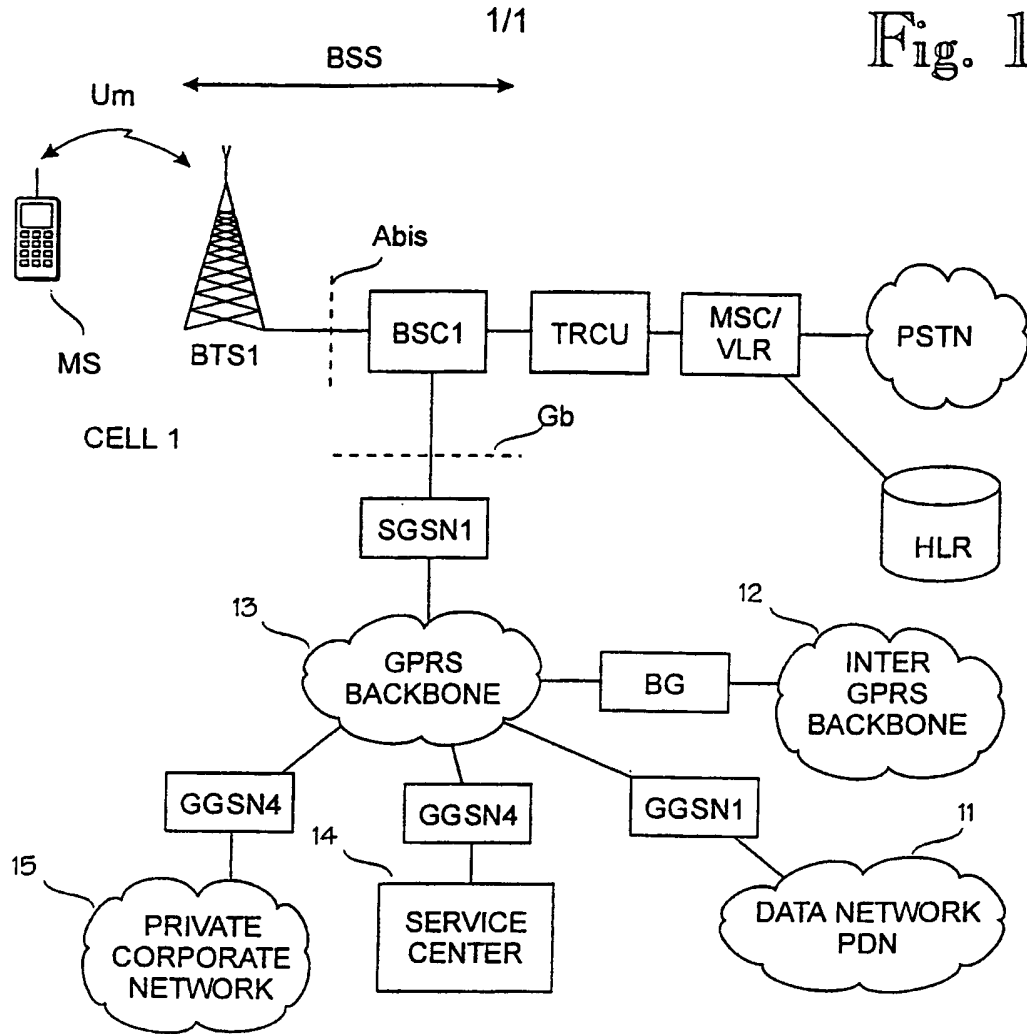 1/1
Fig. 1
BSS
Um
Abis
BSC1
TRCU
MSC/
VLR
PSTN
MS
BTS1
CELL 1
Gb
SGSN1
HLR
13
12
GPRS
BACKBONE
BG
INTER
GPRS
BACKBONE
GGSN4
GGSN4
GGSN1
11
15
14
PRIVATE
CORPORATE
NETWORK
SERVICE
CENTER
DATA NETWORK
PDN